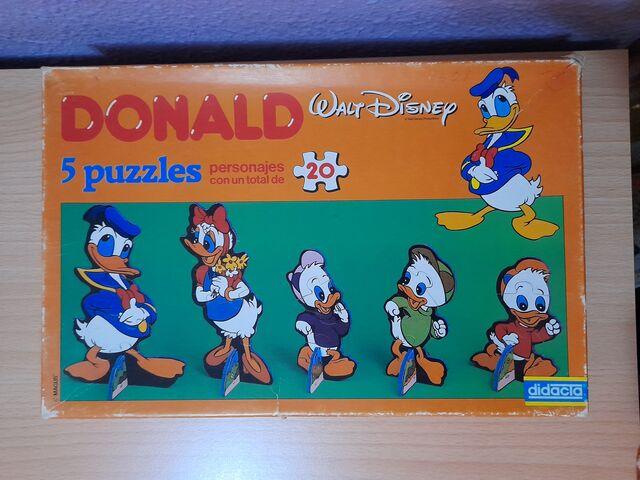 DONALD
WALT DISNEY
5 puzzles
personajes
con un total de
20
didacta